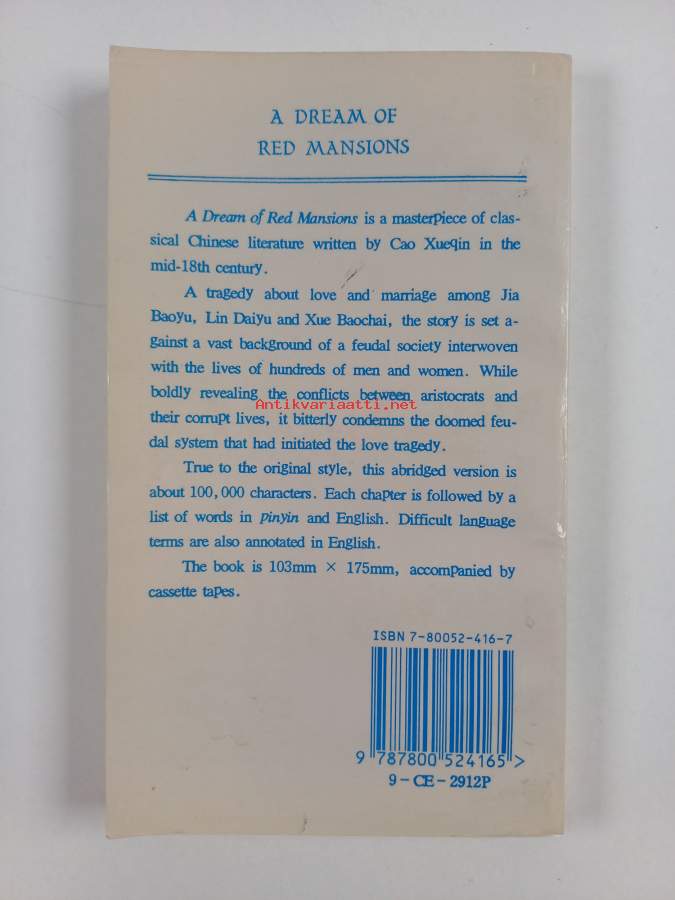 A DREAM OF
RED MANSIONS
A Dream of Red Mansions is a masterpiece of clas-
sical Chinese literature written by Cao Xueqin in the
mid-18th century.
A tragedy about love and marriage among Jia
Baoyu, Lin Daiyu and Xue Baochai, the story is set a-
gainst a vast background of a feudal society interwoven
with the lives of hundreds of men and women. While
boldly revealing the conflicts between aristocrats and
Antikvariaatti.net
their corrupt lives, it bitterly condemns the doomed feu-
dal system that had initiated the love tragedy.
True to the original style, this abridged version is
about 100,000 characters. Each chapter is followed by a
list of words in pinyin and English. Difficult language
terms are also annotated in English.
The book is 103mm × 175mm, accompanied by
cassette tapes.
ISBN 7-80052-416-7
9 787800 524165 >
9-CE-2912P